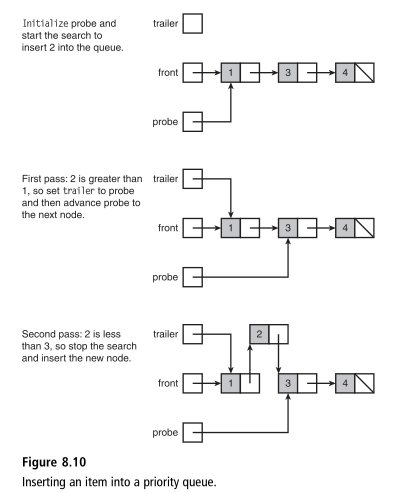 Initialize probe and
start the search to
insert 2 into the queue.
trailer
front
1
3
4
probe
First pass: 2 is greater than
1, so set trailer to probe
and then advance probe to
the next node.
trailer
front
1
3
4
probe
Second pass: 2 is less
than 3, so stop the search
and insert the new node.
trailer
2
front
1
3
4
probe
Figure 8.10
Inserting an item into a priority queue.